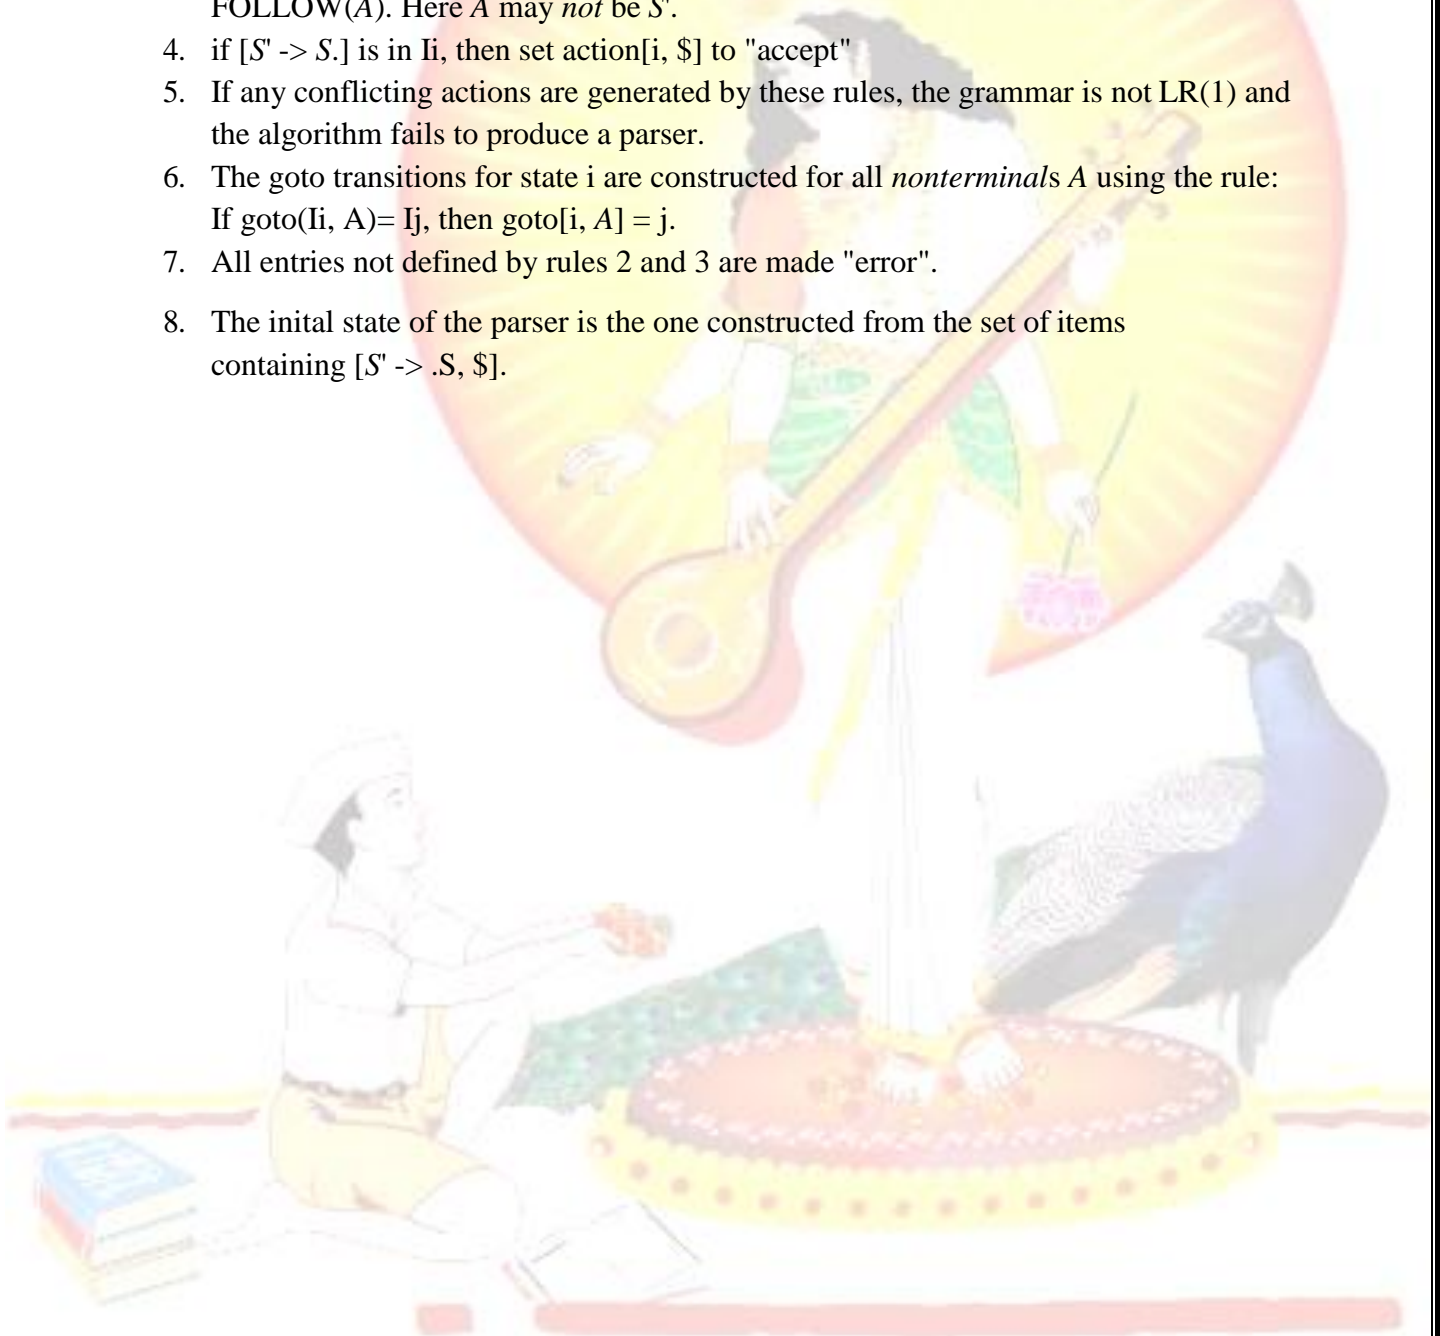 FOLLOW(A). Here A may not be S'.
4. if [S' -> S.] is in Ii, then set action[i, $] to "accept"
5. If any conflicting actions are generated by these rules, the grammar is not LR(1) and
the algorithm fails to produce a parser.
6. The goto transitions for state i are constructed for all nonterminals A using the rule:
If goto(Ii, A)= Ij, then goto[i, A] = j.
7. All entries not defined by rules 2 and 3 are made "error".
8. The inital state of the parser is the one constructed from the set of items
containing [S' -> .S, $].